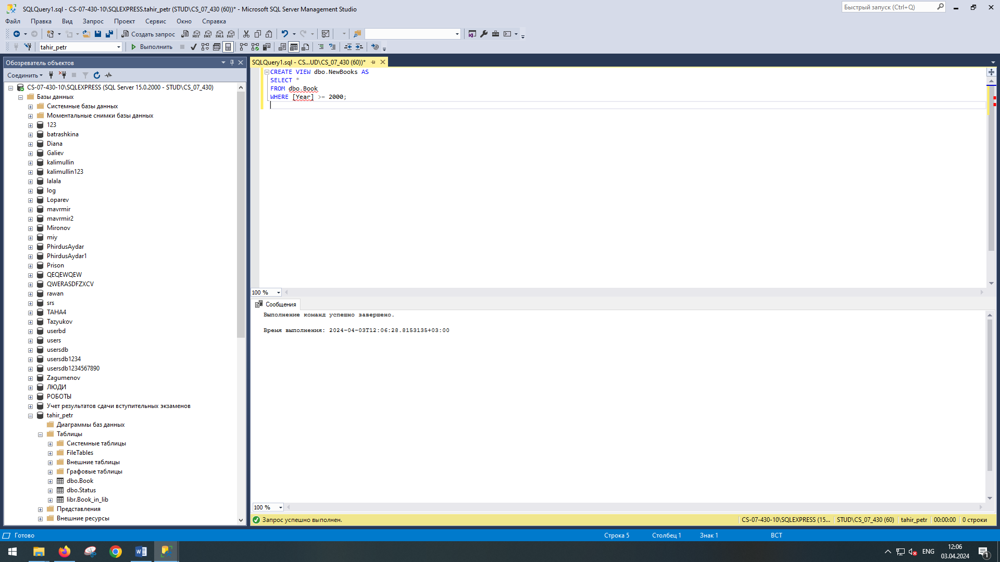 SQLQuery1.sql - CS-07-430-10\SQLEXPRESS.tahir_petr (STUD\CS_07_430 (60))* - Microsoft SQL Server Management Studio
Быстрый запуск (Ctrl+Q)
Файл Правка Вид Запрос Проект Сервис Окно Справка
Создать запрос MDX DMX XMLA DAX
tahir_petr Выполнить
Обозреватель объектов
Соединить
CS-07-430-10\SQLEXPRESS (SQL Server 15.0.2000 - STUD\CS_07_430)
Базы данных
Системные базы данных
Моментальные снимки базы данных
123
batrashkina
Diana
Galiev
kalimullin
kalimullin123
lalala
log
Loparev
mavrmir
mavrmir2
Mironov
miy
PhirdusAydar
PhirdusAydar1
Prison
QEQEWQEW
QWERASDFZXCV
rawan
srs
TAHA4
Tazyukov
userbd
users
usersdb
usersdb1234
usersdb1234567890
Zagumenov
ЛЮДИ
РОБОТЫ
Учет результатов сдачи вступительных экзаменов
tahir_petr
Диаграммы баз данных
Таблицы
Системные таблицы
FileTables
Внешние таблицы
Графовые таблицы
dbo.Book
dbo.Status
libr.Book_in_lib
Представления
Внешние ресурсы
SQLQuery1.sql - CS...UD\CS_07_430 (60))*
CREATE VIEW dbo.NewBooks AS
SELECT *
FROM dbo.Book
WHERE [Year] >= 2000;
100 %
Сообщения
Выполнение команд успешно завершено.
Время выполнения: 2024-04-03T12:06:28.8153135+03:00
100 %
Запрос успешно выполнен. CS-07-430-10\SQLEXPRESS (15... STUD\CS_07_430 (60) tahir_petr 00:00:00 0 строки
Готово Строка 5 Столбец 1 Знак 1 ВСТ
ENG 12:06
03.04.2024
1